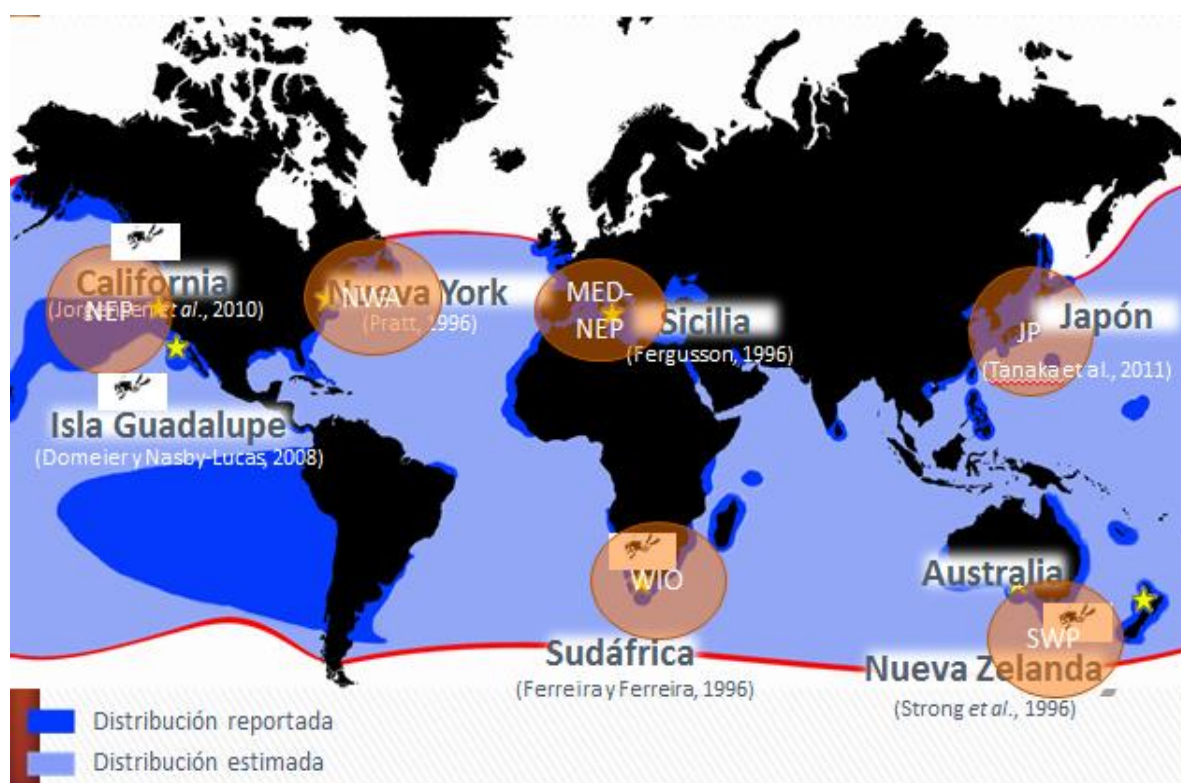 California
(Jorgensen et al., 2010)
NEP
Nueva York
NWA
(Pratt, 1996)
MED-
NEP
Sicilia
(Fergusson, 1996)
Japón
JP
(Tanaka et al., 2011)
Isla Guadalupe
(Domeier y Nasby-Lucas, 2008)
WIO
Sudáfrica
(Ferreira y Ferreira, 1996)
Australia
SWP
Nueva Zelanda
(Strong et al., 1996)
Distribución reportada
Distribución estimada